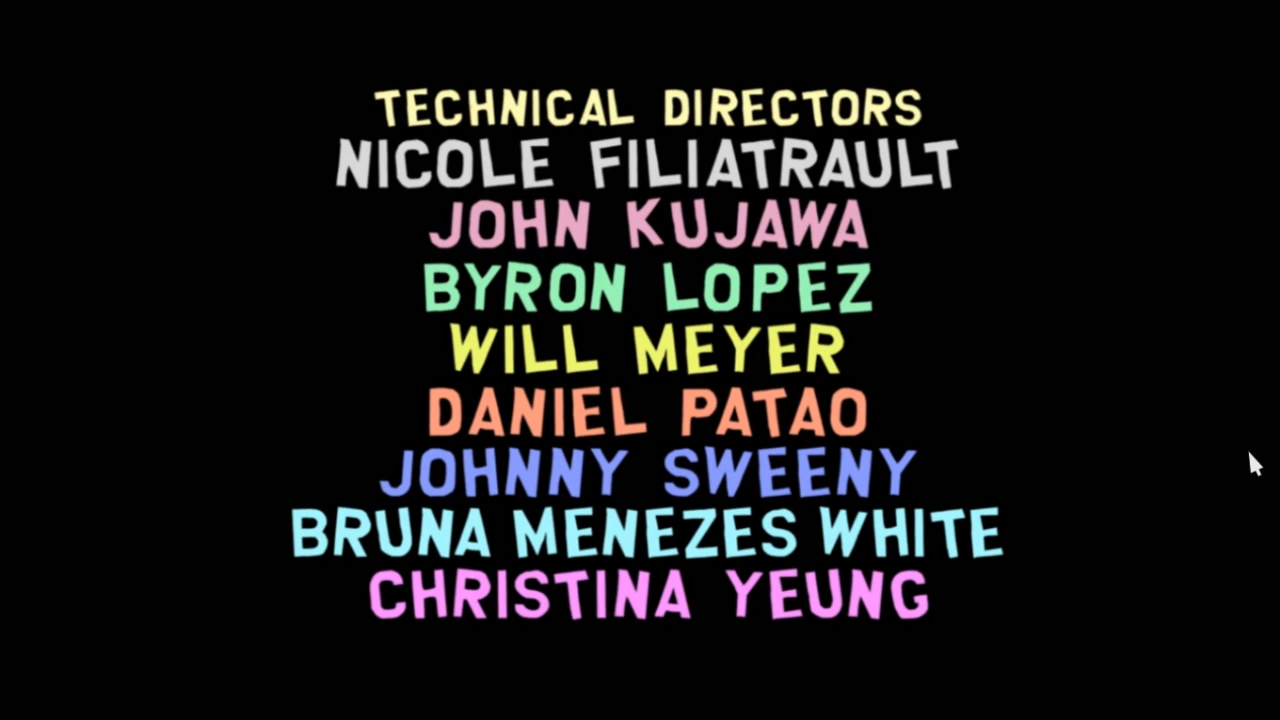 TECHNICAL DIRECTORS
NICOLE FILIATRAULT
JOHN KUJAWA
BYRON LOPEZ
WILL MEYER
DANIEL PATAO
JOHNNY SWEENY
BRUNA MENEZES WHITE
CHRISTINA YEUNG